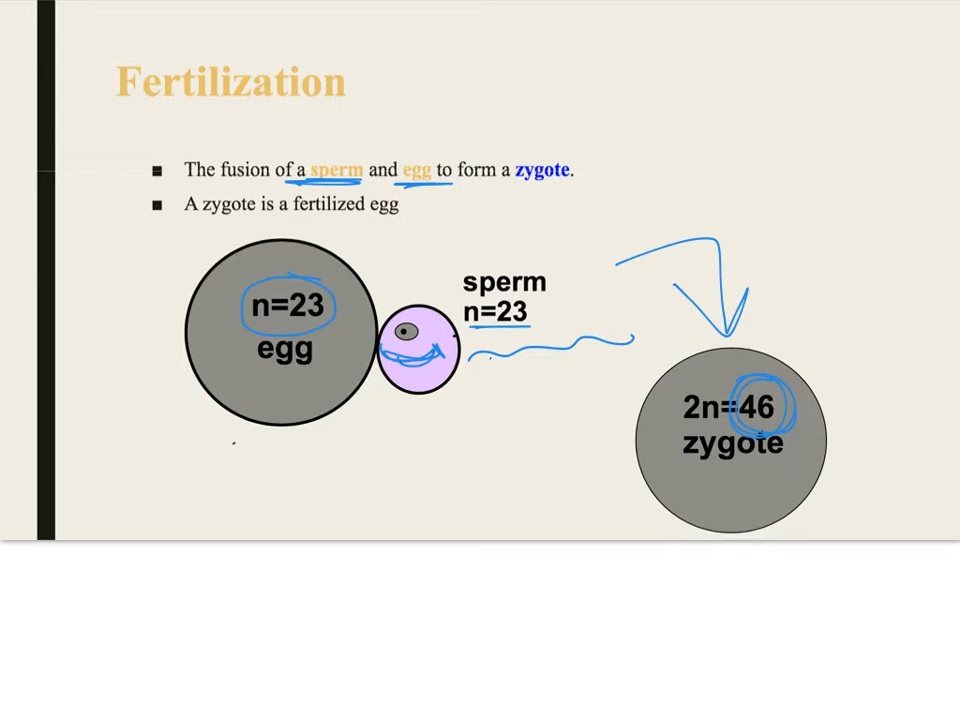 Fertilization
The fusion of a sperm and egg to form a zygote.
A zygote is a fertilized egg
n=23
egg
sperm
n=23
2n=46
zygote